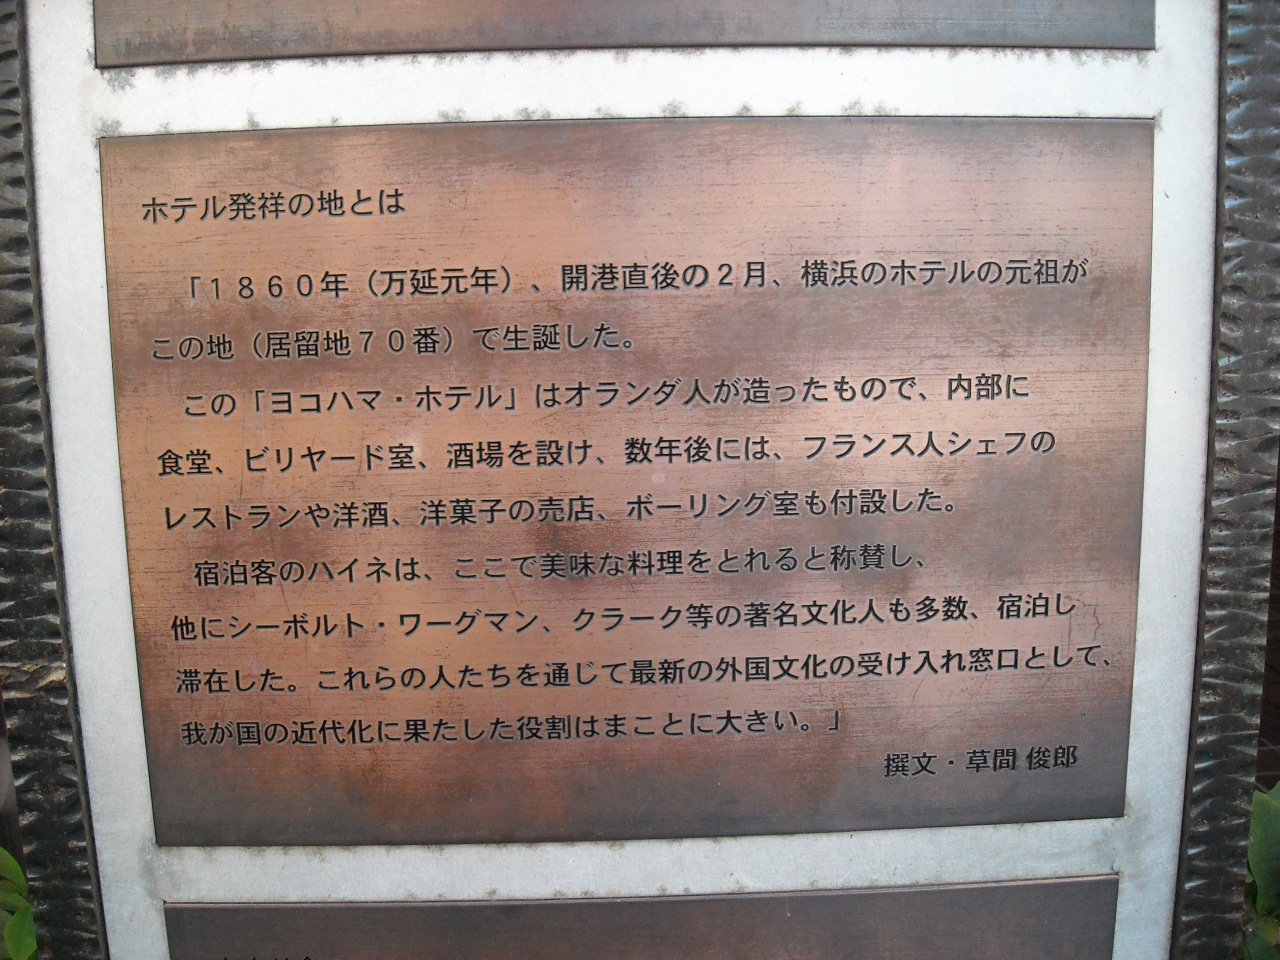 ホテル発祥の地とは
「１８６０年（万延元年）、開港直後の２月、横浜のホテルの元祖が
この地（居留地７０番）で生誕した。
この「ヨコハマ・ホテル」はオランダ人が造ったもので、内部に
食堂、ビリヤード室、酒場を設け、数年後には、フランス人シェフの
レストランや洋酒、洋菓子の売店、ボーリング室も付設した。
宿泊客のハイネは、ここで美味な料理をとれると称賛し、
他にシーボルト・ワーグマン、クラーク等の著名文化人も多数、宿泊し
滞在した。これらの人たちを通じて最新の外国文化の受け入れ窓口として、
我が国の近代化に果たした役割はまことに大きい。」
撰文・草間 俊郎